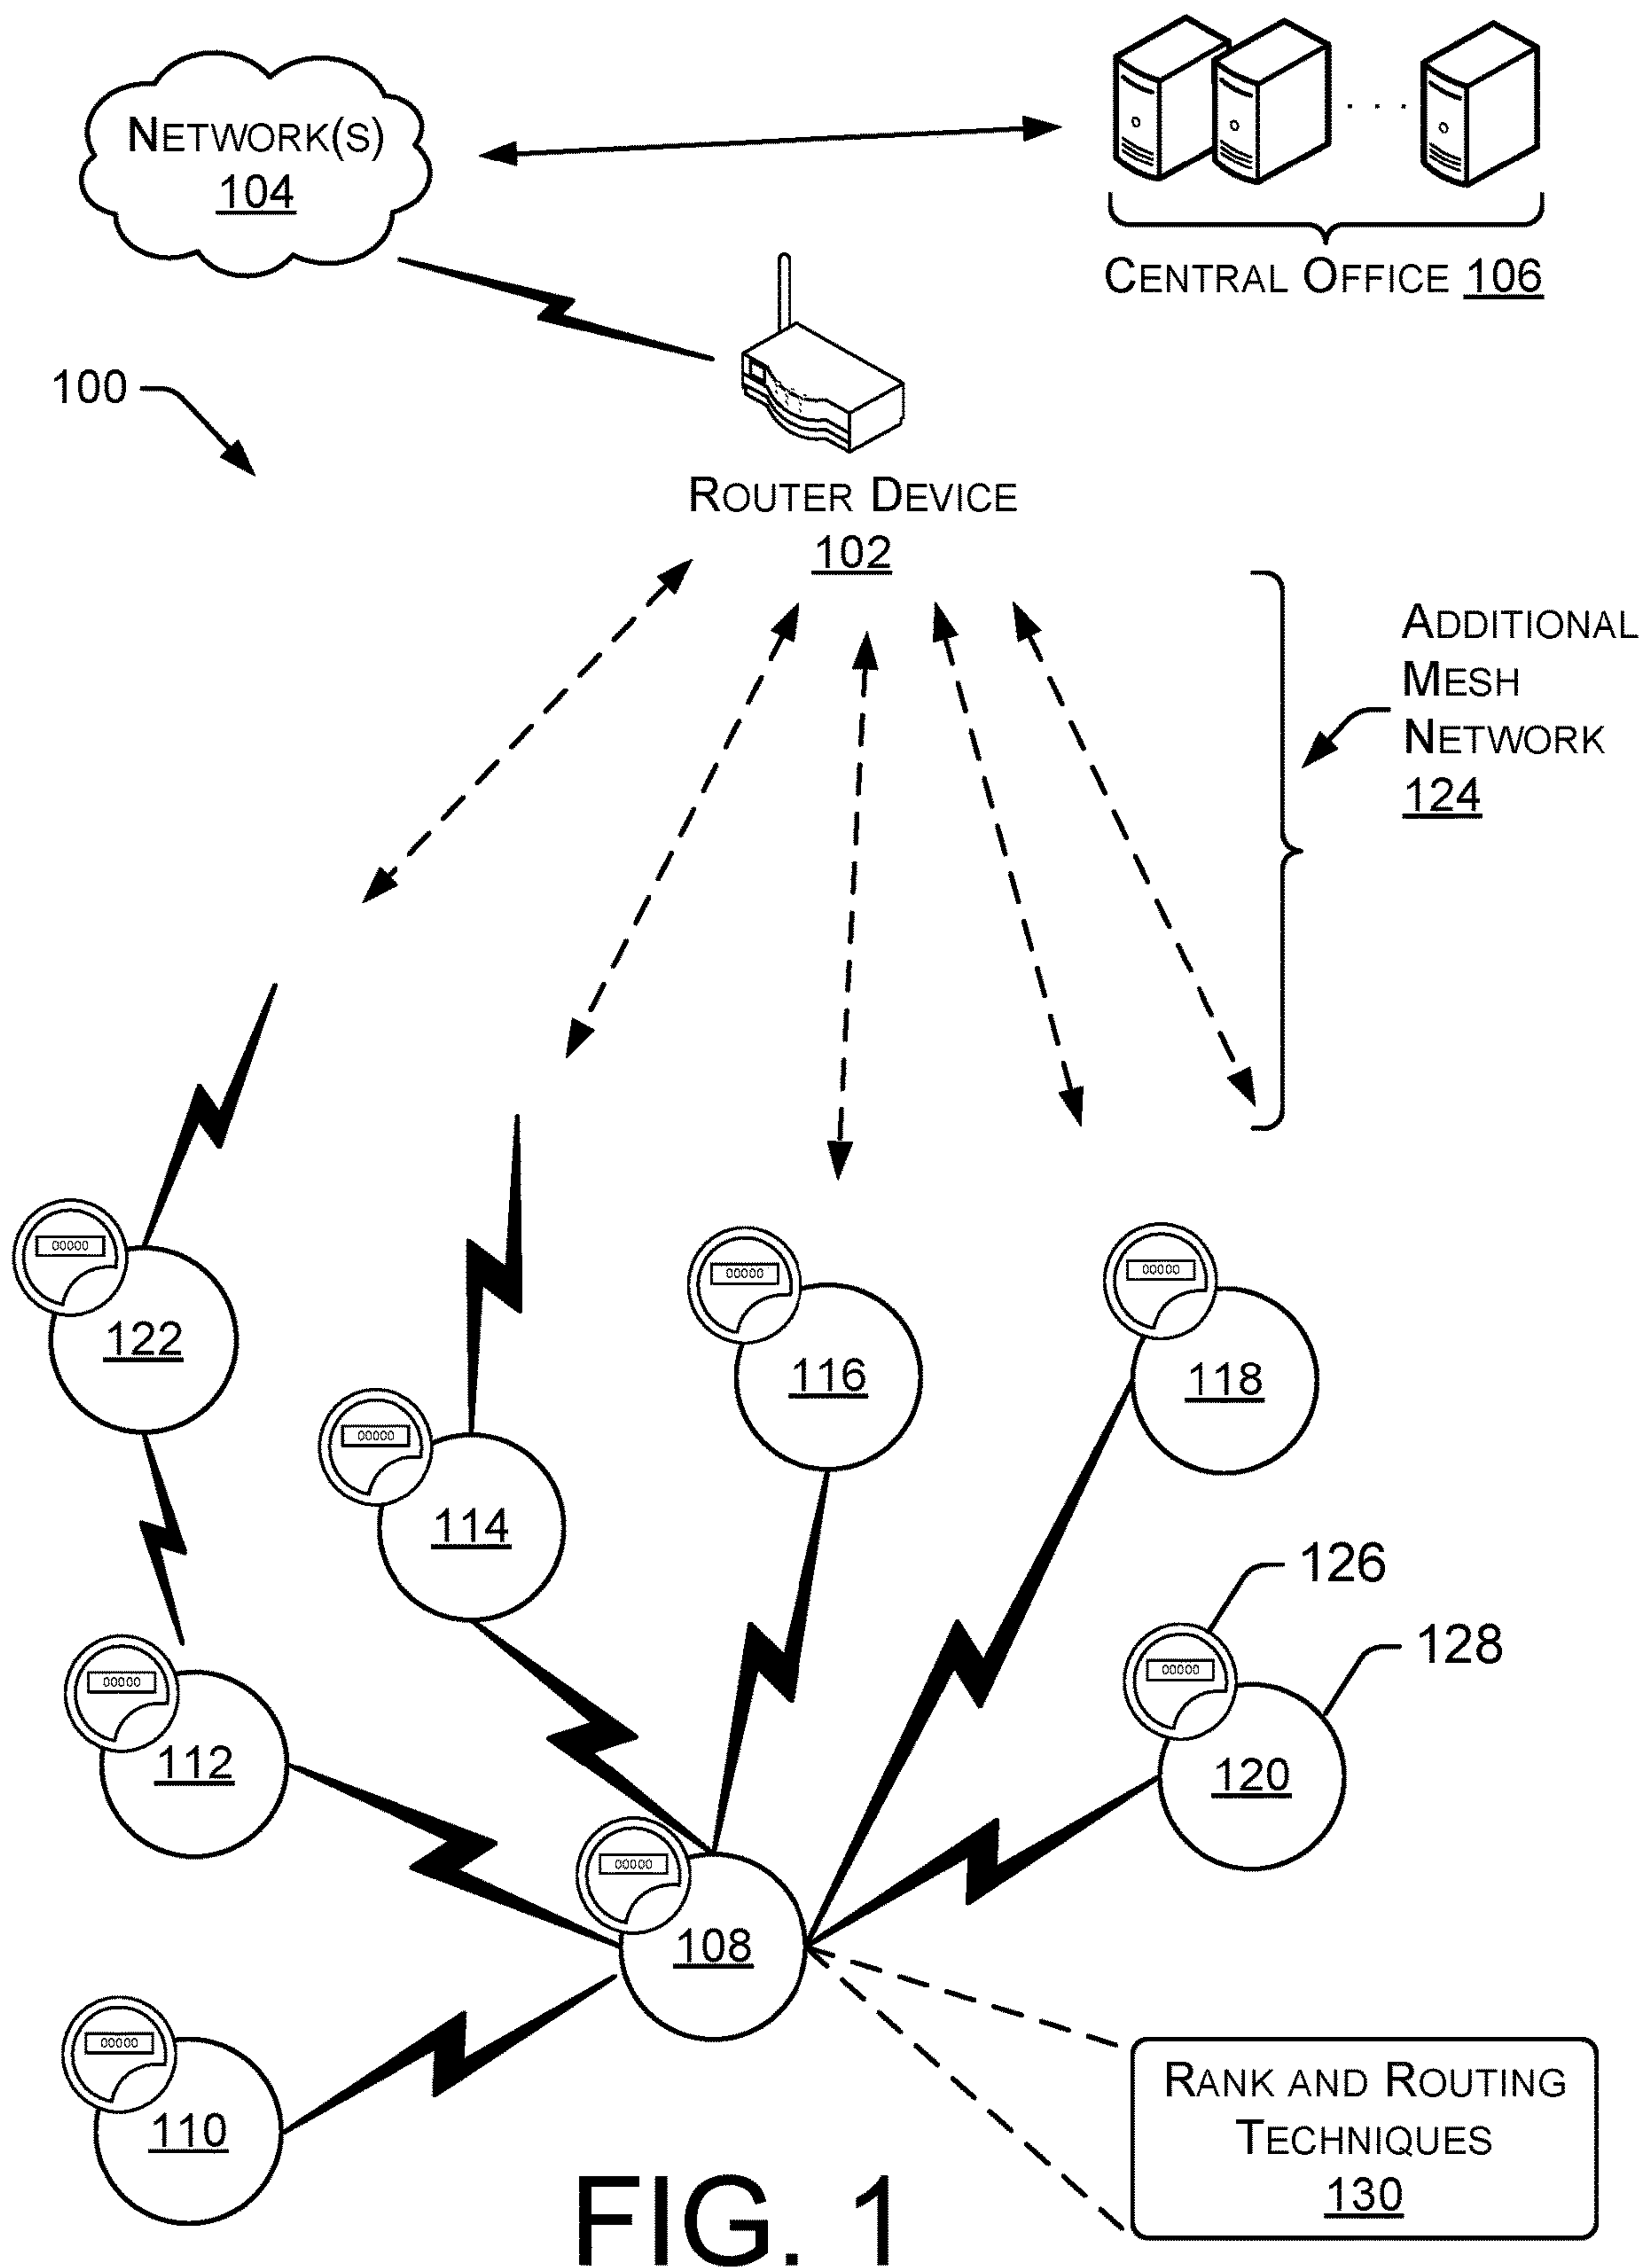 NETWORK(S)
104
CENTRAL OFFICE 106
100
ROUTER DEVICE
102
ADDITIONAL
MESH
NETWORK
124
00000
122
00000
114
00000
116
00000
118
126
128
00000
120
00000
112
00000
108
00000
110
RANK AND ROUTING
TECHNIQUES
130
FIG. 1